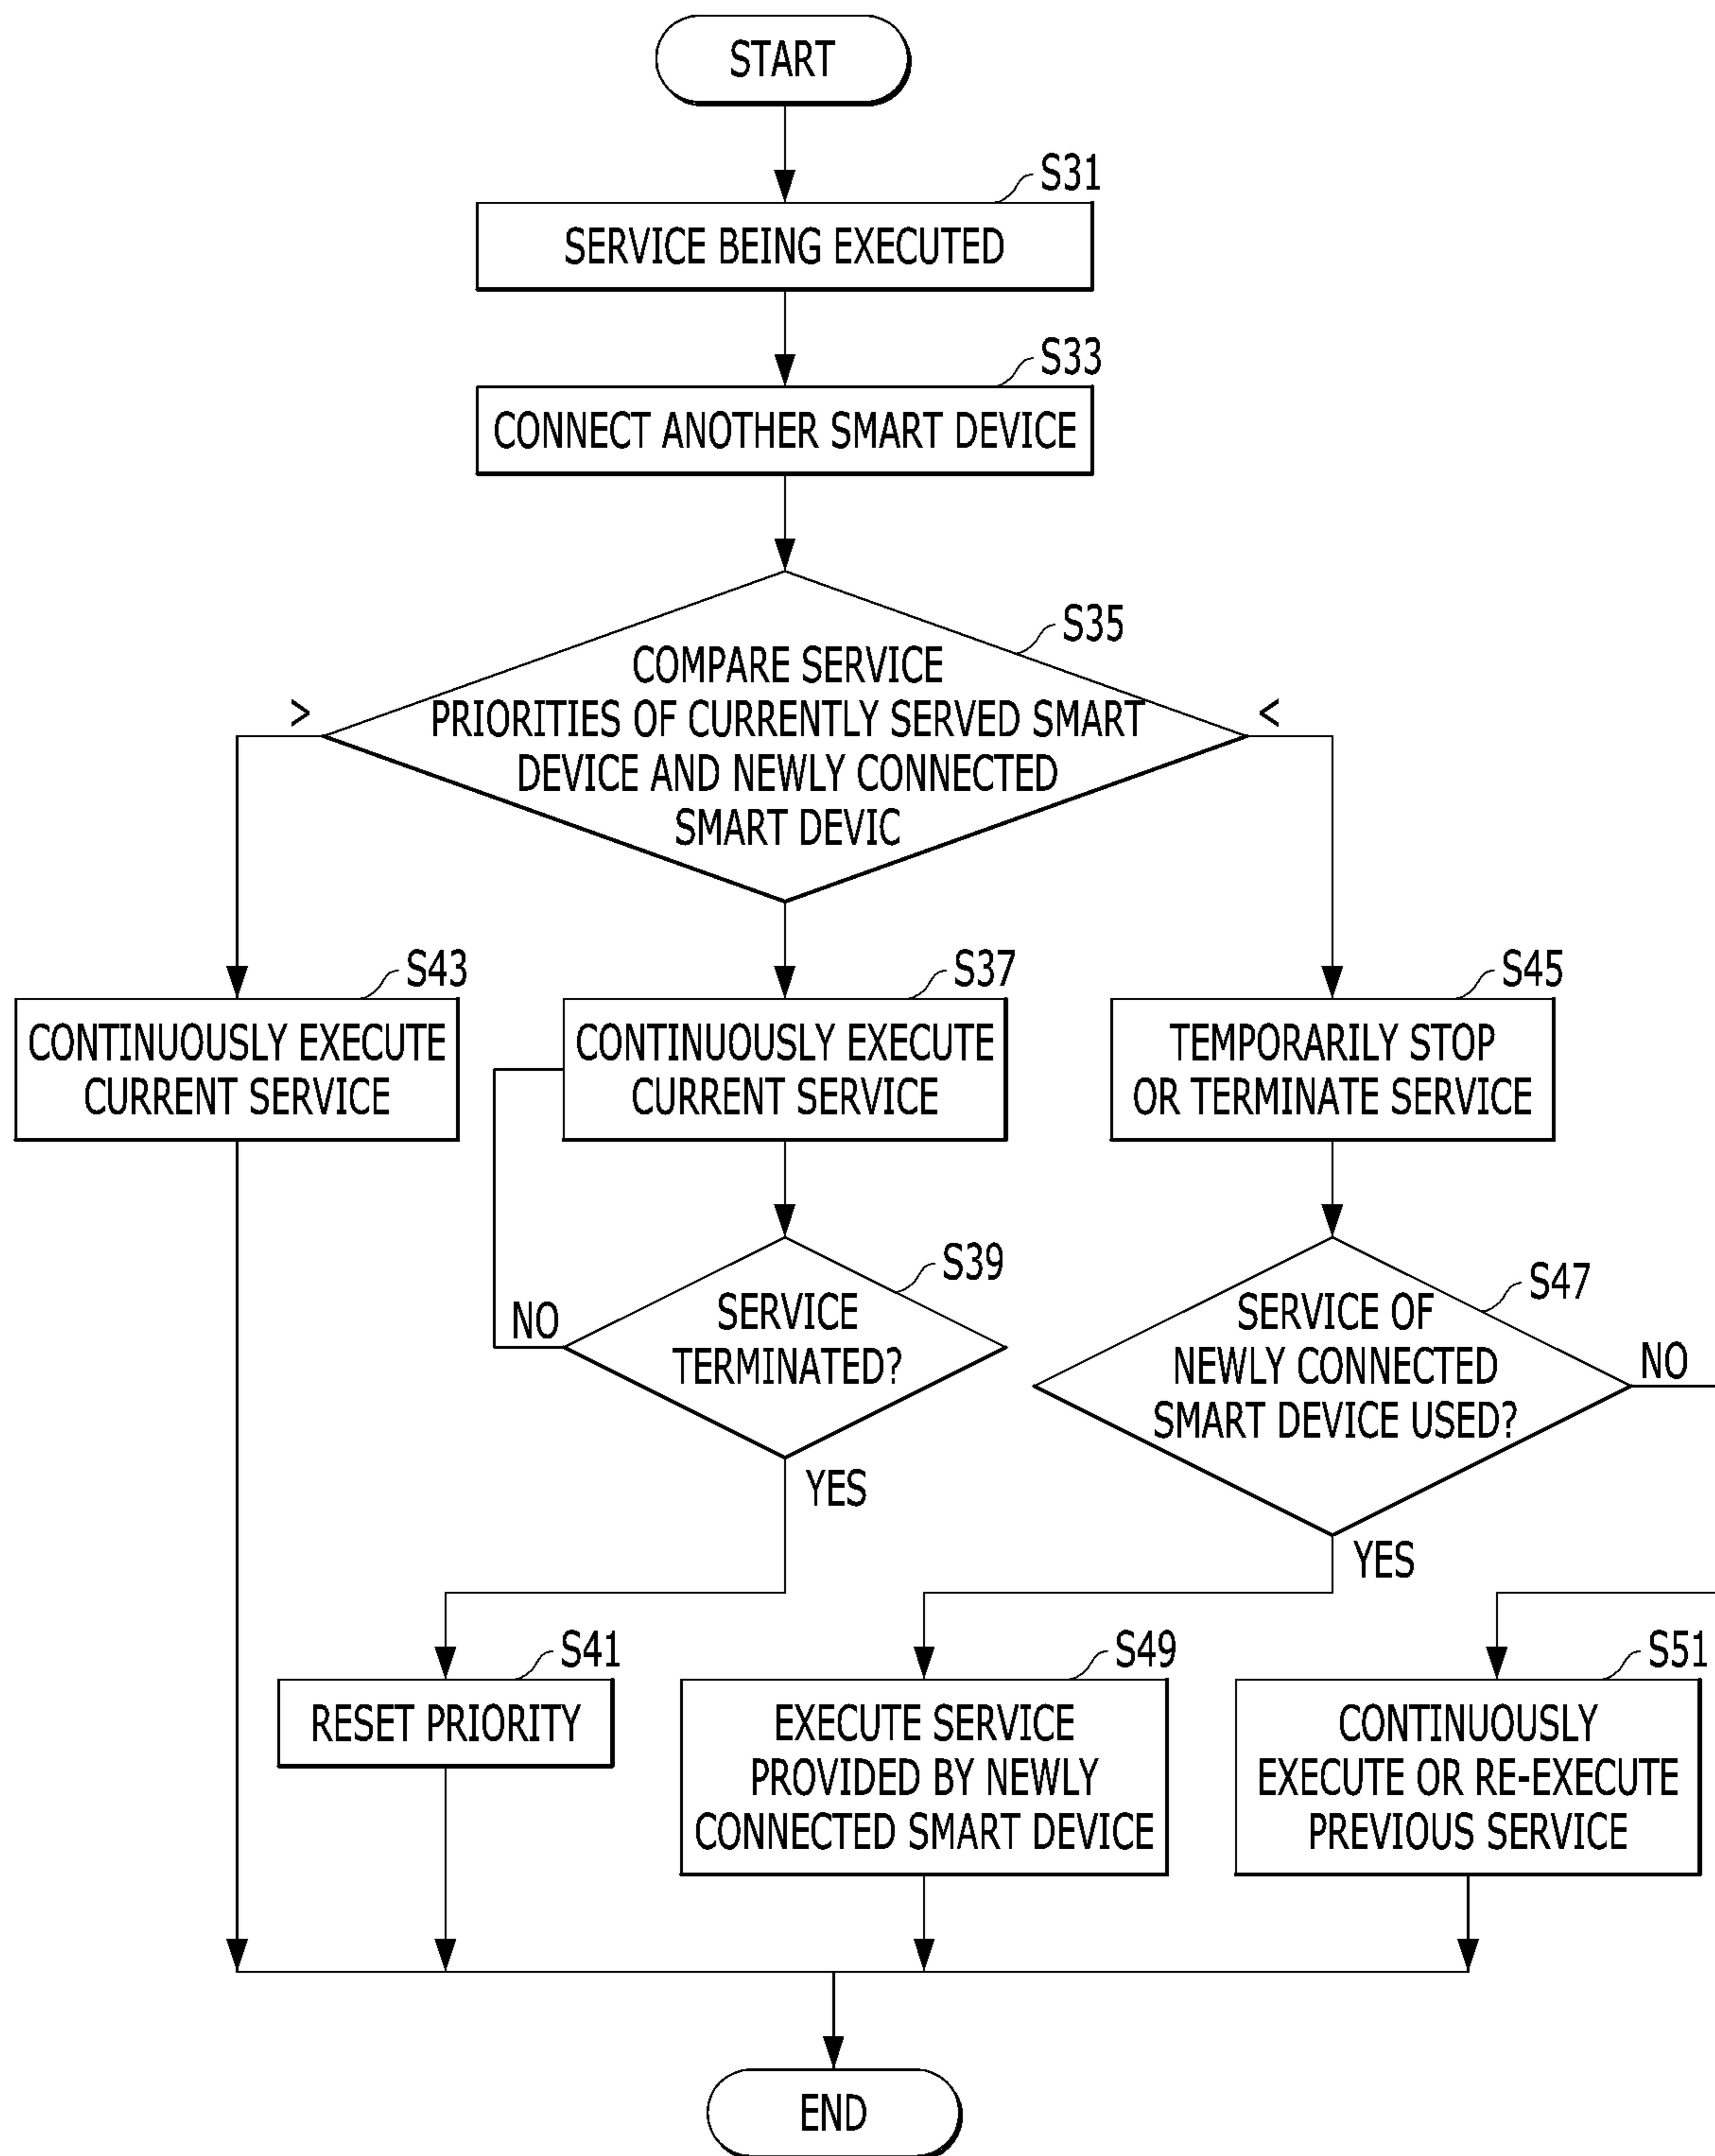 START
S31
SERVICE BEING EXECUTED
S33
CONNECT ANOTHER SMART DEVICE
S35
COMPARE SERVICE
PRIORITIES OF CURRENTLY SERVED SMART
DEVICE AND NEWLY CONNECTED
SMART DEVIC
>
<
S43
CONTINUOUSLY EXECUTE
CURRENT SERVICE
S37
CONTINUOUSLY EXECUTE
CURRENT SERVICE
S45
TEMPORARILY STOP
OR TERMINATE SERVICE
S39
SERVICE
TERMINATED?
NO
YES
S47
SERVICE OF
NEWLY CONNECTED
SMART DEVICE USED?
NO
YES
S41
RESET PRIORITY
S49
EXECUTE SERVICE
PROVIDED BY NEWLY
CONNECTED SMART DEVICE
S51
CONTINUOUSLY
EXECUTE OR RE-EXECUTE
PREVIOUS SERVICE
END